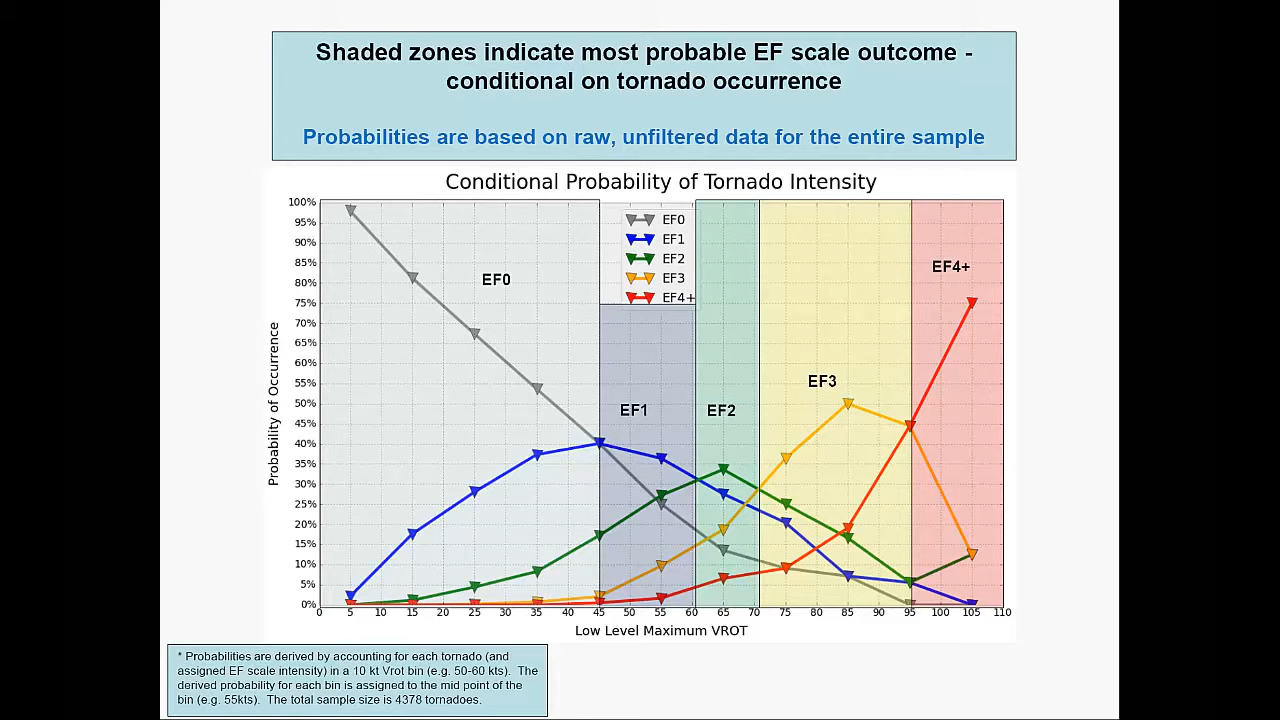 Shaded zones indicate most probable EF scale outcome -
conditional on tornado occurrence
Probabilities are based on raw, unfiltered data for the entire sample
Conditional Probability of Tornado Intensity
100%
95%
90%
85%
80%
75%
70%
65%
60%
55%
50%
45%
40%
35%
30%
25%
20%
15%
10%
5%
0%
Probability of Occurrence
EF0
EF1
EF2
EF3
EF4+
EF0
EF1
EF2
EF3
EF4+
0 5 10 15 20 25 30 35 40 45 50 55 60 65 70 75 80 85 90 95 100 105 110
Low Level Maximum VROT
* Probabilities are derived by accounting for each tornado (and
assigned EF scale intensity) in a 10 kt Vrot bin (e.g. 50-60 kts). The
derived probability for each bin is assigned to the mid point of the
bin (e.g. 55kts). The total sample size is 4378 tornadoes.